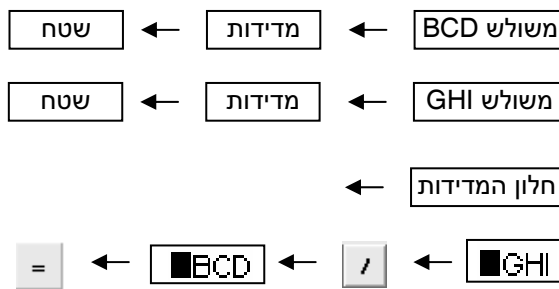 משולש BCD ← מדידות ← שטח
משולש GHI ← מדידות ← שטח
חלון המדידות ←
■GHI ← / ← ■BCD ← =